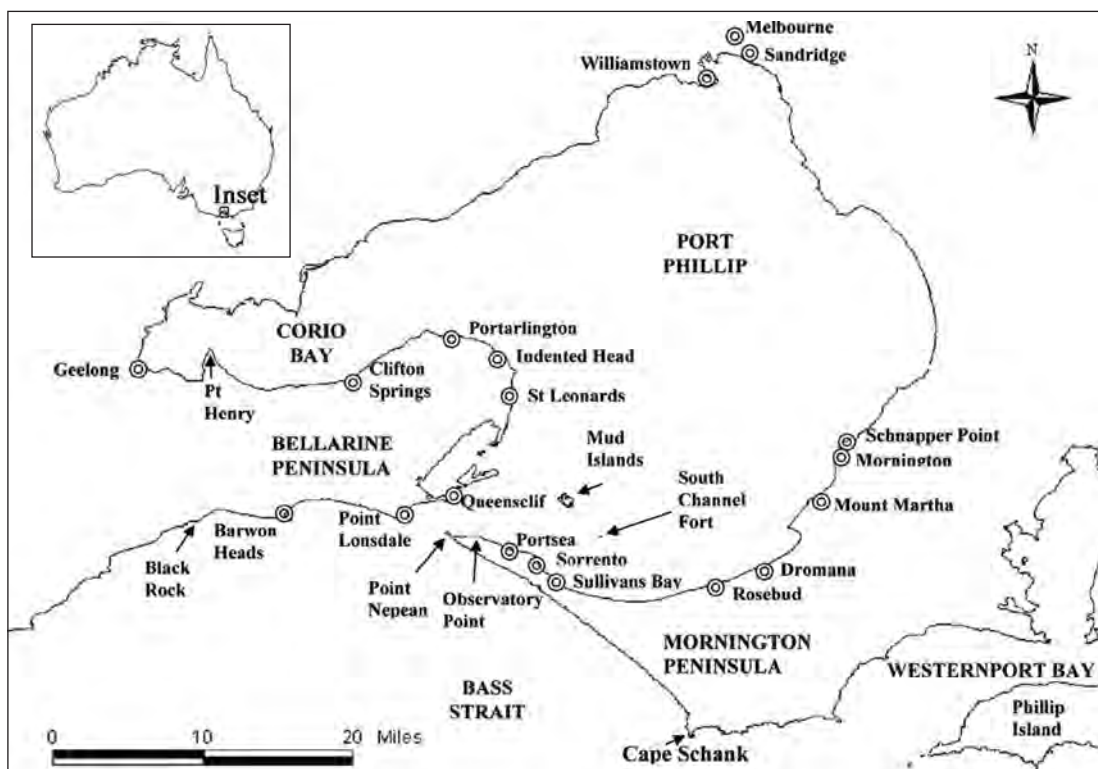 Melbourne
Sandridge
Williamstown
N
Inset
PORT
PHILLIP
CORIO
BAY
Portarlington
Indented Head
Geelong
Clifton
Springs
St Leonards
Pt
Henry
BELLARINE
PENINSULA
Mud
Islands
South
Channel
Fort
Schnapper Point
Mornington
Mount Martha
Queensclif
Barwon
Heads
Point
Lonsdale
Black
Rock
Portsea
Sorrento
Sullivans Bay
Point
Nepean
Observatory
Point
Dromana
Rosebud
MORNINGTON
PENINSULA
WESTERNPORT BAY
Phillip
Island
BASS
STRAIT
Cape Schank
0 10 20 Miles